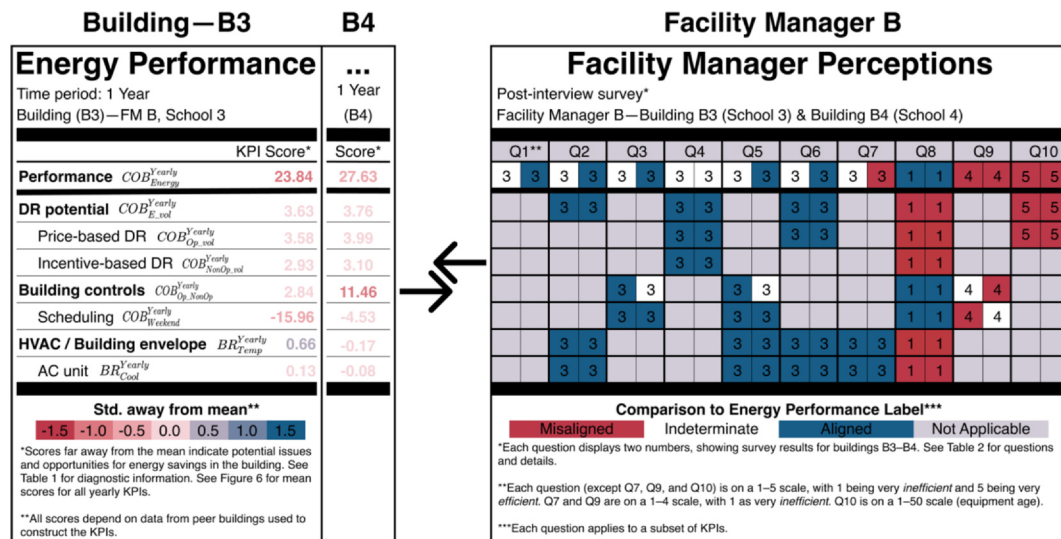 Building—B3
B4
Facility Manager B
Energy Performance
Time period: 1 Year
Building (B3)—FM B, School 3
...
1 Year
(B4)
KPI Score*
Score*
Performance COB Yearly Energy 23.84 27.63
DR potential COB Yearly E_vol 3.63 3.76
Price-based DR COB Yearly Op_vol 3.58 3.99
Incentive-based DR COB Yearly NonOp_vol 2.93 3.10
Building controls COB Yearly Op_NonOp 2.84 11.46
Scheduling COB Yearly Weekend -15.96 -4.53
HVAC / Building envelope BR Yearly Temp 0.66 -0.17
AC unit BR Yearly Cool 0.13 -0.08
Std. away from mean**
-1.5 -1.0 -0.5 0.0 0.5 1.0 1.5
*Scores far away from the mean indicate potential issues
and opportunities for energy savings in the building. See
Table 1 for diagnostic information. See Figure 6 for mean
scores for all yearly KPIs.
**All scores depend on data from peer buildings used to
construct the KPIs.
Facility Manager Perceptions
Post-interview survey*
Facility Manager B—Building B3 (School 3) & Building B4 (School 4)
Q1** Q2 Q3 Q4 Q5 Q6 Q7 Q8 Q9 Q10
3 3 3 3 3 3 3 3 3 3 3 3 3 3 1 1 4 4 5 5
3 3 3 3 3 3 1 1 5 5
3 3 3 3 1 1 5 5
3 3 1 1
3 3 3 3 1 1 4 4
3 3 3 3 1 1 4 4
3 3 3 3 3 3 3 3 1 1
3 3 3 3 3 3 3 3 1 1
Comparison to Energy Performance Label***
Misaligned Indeterminate Aligned Not Applicable
*Each question displays two numbers, showing survey results for buildings B3–B4. See Table 2 for questions
and details.
**Each question (except Q7, Q9, and Q10) is on a 1–5 scale, with 1 being very inefficient and 5 being very
efficient. Q7 and Q9 are on a 1–4 scale, with 1 as very inefficient. Q10 is on a 1–50 scale (equipment age).
***Each question applies to a subset of KPIs.